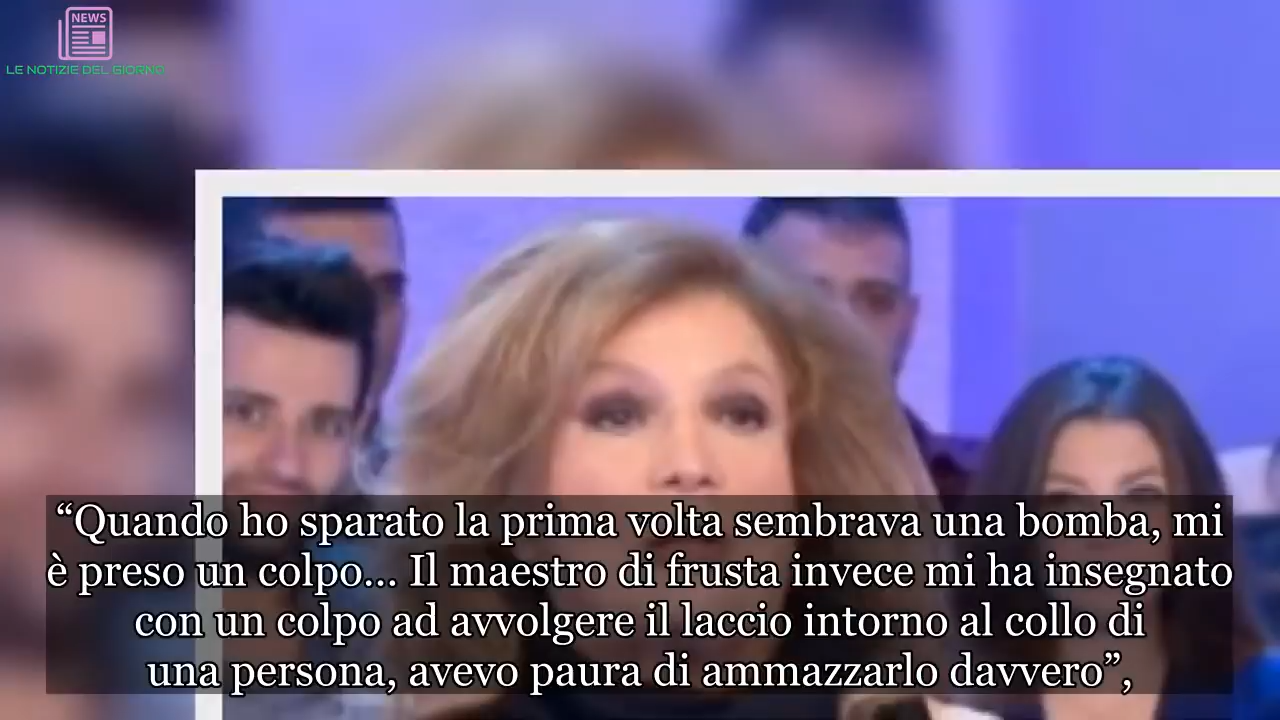 NEWS
LE NOTIZIE DEL GIORNO
“Quando ho sparato la prima volta sembrava una bomba, mi
è preso un colpo... Il maestro di frusta invece mi ha insegnato
con un colpo ad avvolgere il laccio intorno al collo di
una persona, avevo paura di ammazzarlo davvero”,